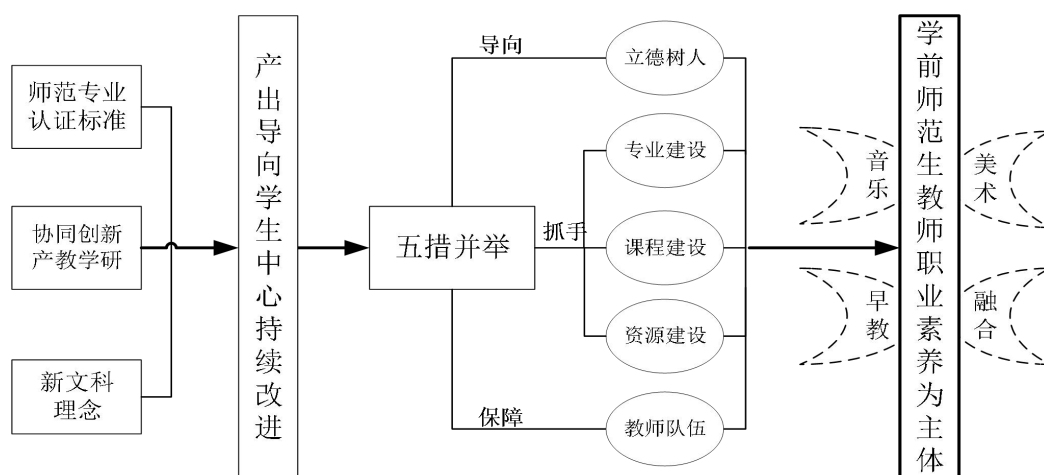 师范专业
认证标准
协同创新
产教学研
新文科
理念
产出导向学生中心持续改进
五措并举
导向
抓手
保障
立德树人
专业建设
课程建设
资源建设
教师队伍
音乐
美术
早教
融合
学前师范生教师职业素养为主体